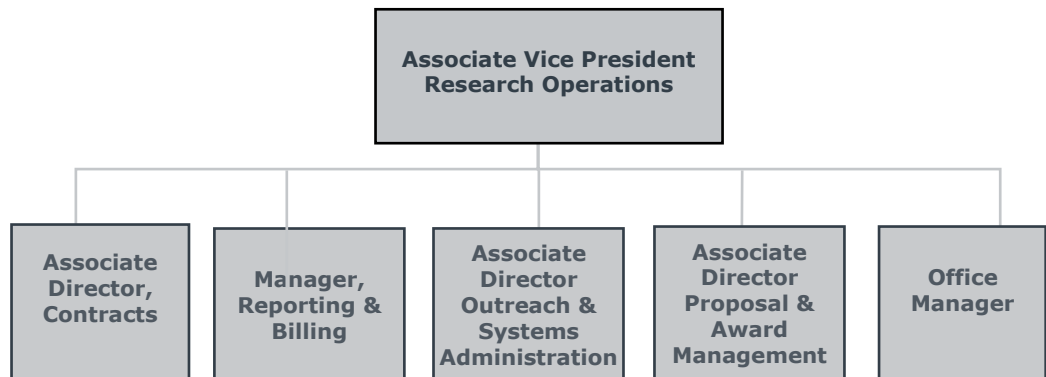 Associate Vice President
Research Operations
Associate
Director,
Contracts
Manager,
Reporting &
Billing
Associate
Director
Outreach &
Systems
Administration
Associate
Director
Proposal &
Award
Management
Office
Manager